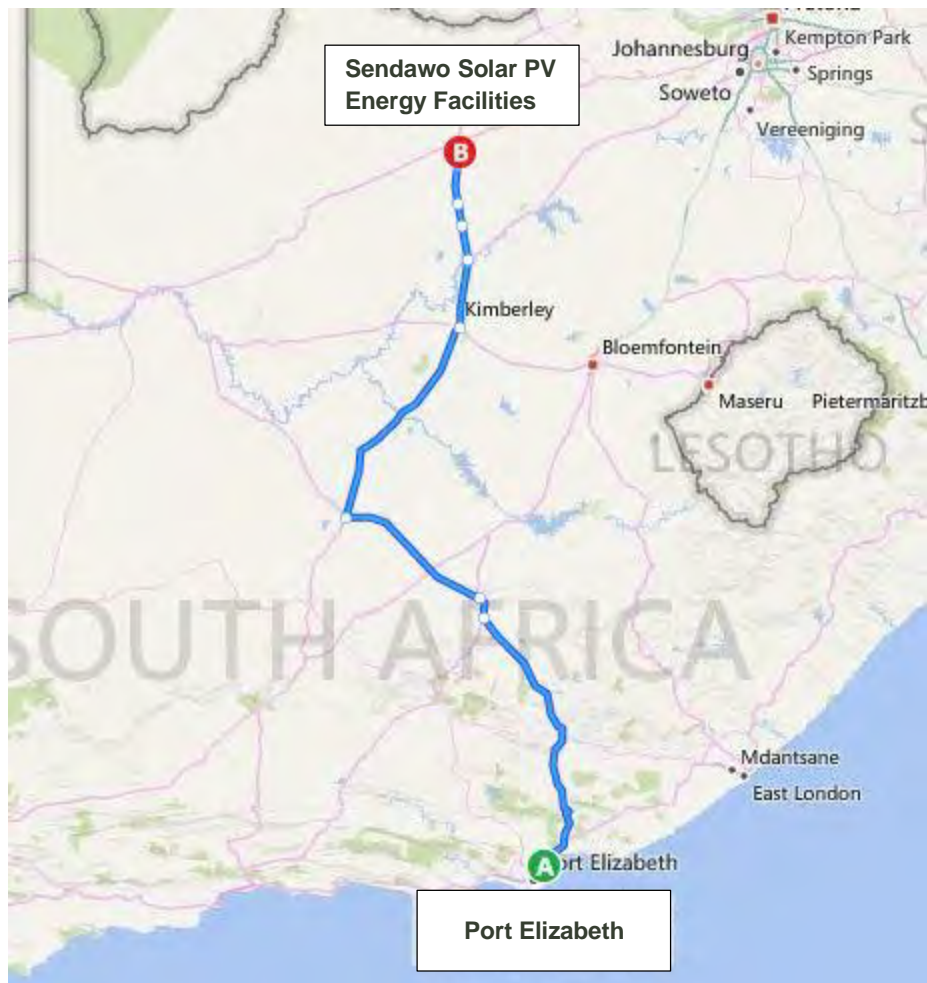 Johannesburg
Kempton Park
Springs
Soweto
Vereeniging
Sendawo Solar PV
Energy Facilities
B
Kimberley
Bloemfontein
Maseru
LESOTHO
SOUTH AFRICA
Mdantsane
East London
A
ort Elizabeth
Port Elizabeth